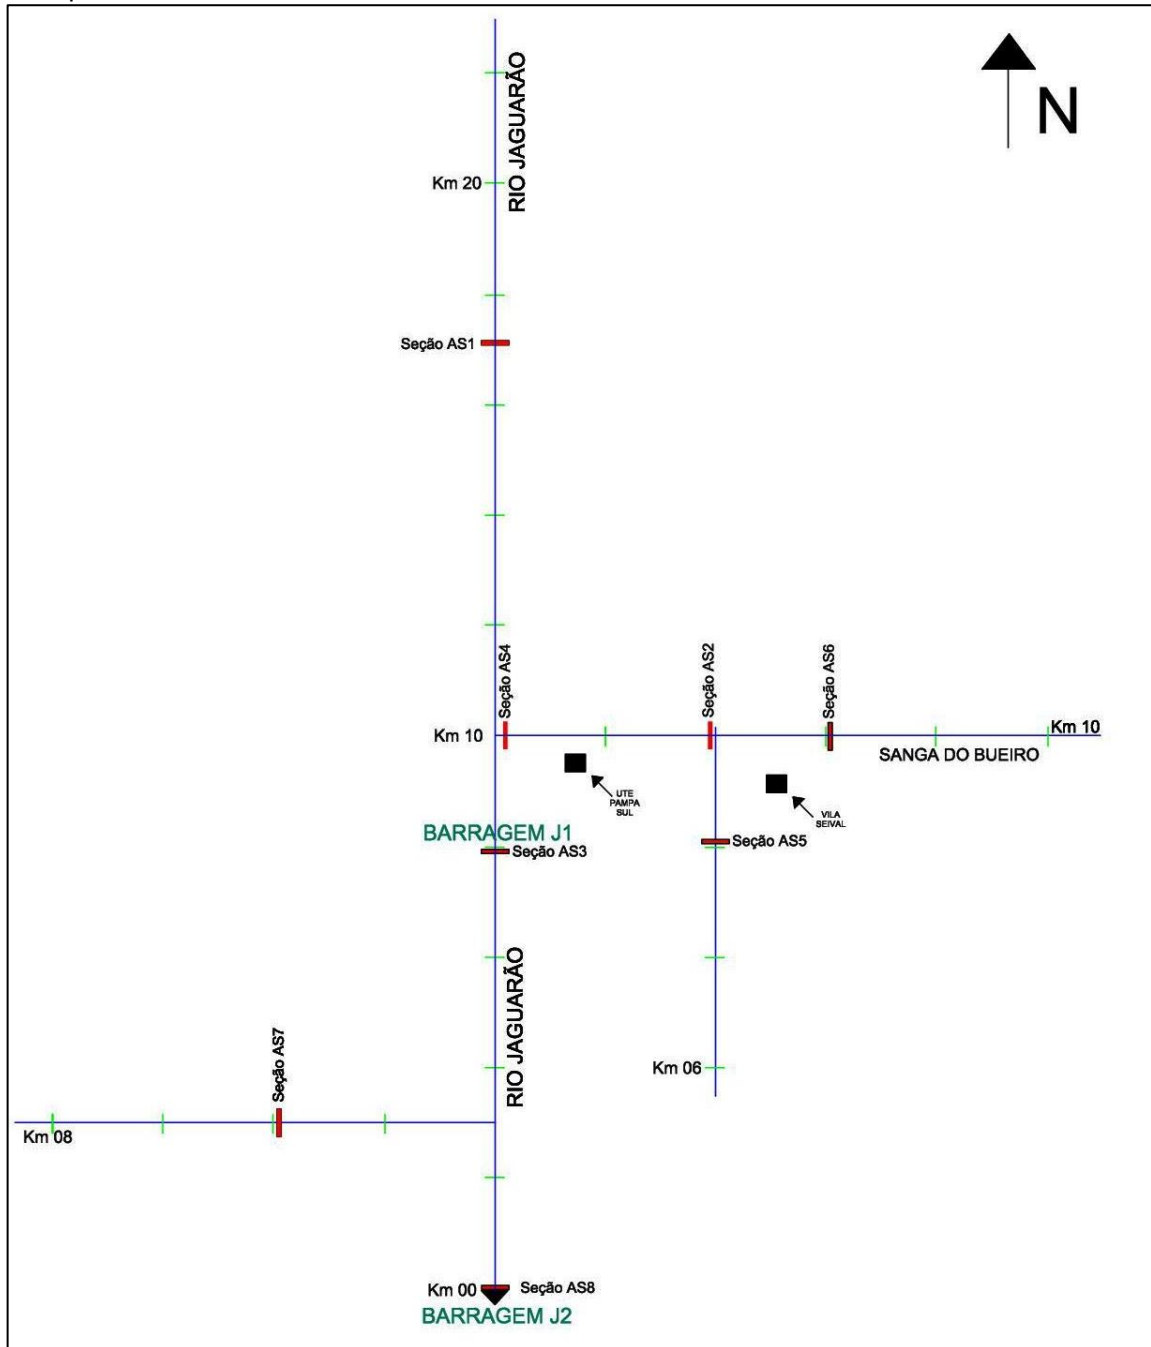 RIO JAGUARÃO
N
Km 20
Seção AS1
Seção AS4
Seção AS2
Seção AS6
Km 10
Km 10
SANGA DO BUEIRO
UTE
PAMPA
SUL
VILA
SEIVAL
BARRAGEM J1
Seção AS3
Seção AS5
RIO JAGUARÃO
Seção AS7
Km 06
Km 08
Km 00
Seção AS8
BARRAGEM J2